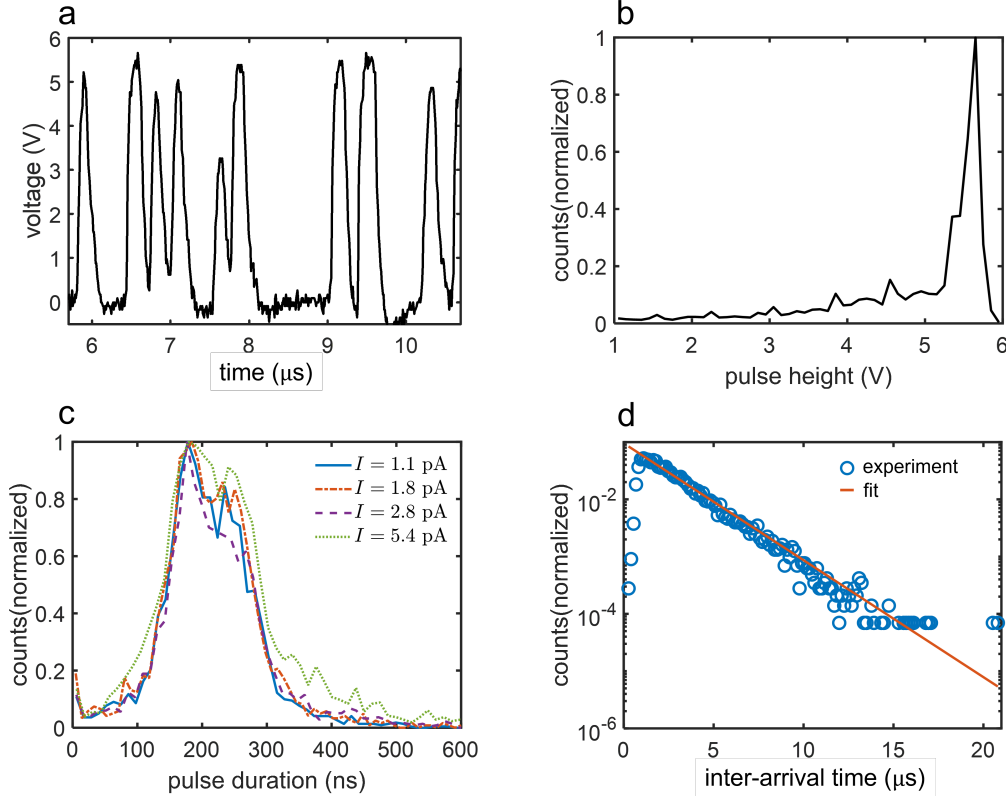 a
6
5
4
3
2
1
0
voltage (V)
6 7 8 9 10
time (μs)
b
1
0.8
0.6
0.4
0.2
0
counts(normalized)
1 2 3 4 5 6
pulse height (V)
c
1
0.8
0.6
0.4
0.2
0
counts(normalized)
I = 1.1 pA
I = 1.8 pA
I = 2.8 pA
I = 5.4 pA
0 100 200 300 400 500 600
pulse duration (ns)
d
10⁻²
10⁻⁴
10⁻⁶
counts(normalized)
experiment
fit
0 5 10 15 20
inter-arrival time (μs)